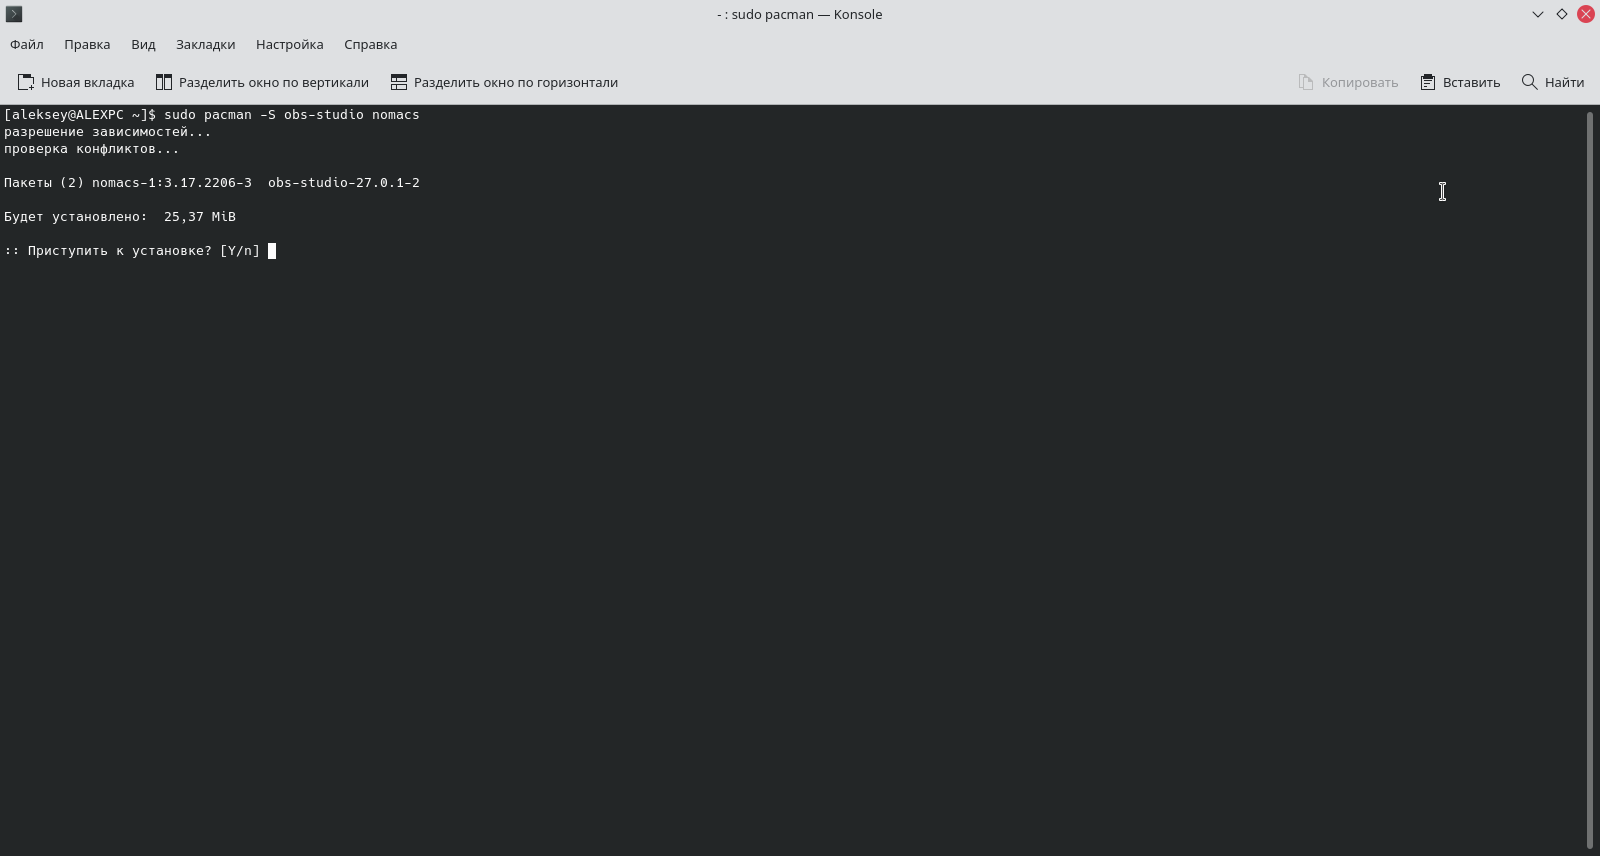 - : sudo pacman — Konsole
Файл Правка Вид Закладки Настройка Справка
Новая вкладка Разделить окно по вертикали Разделить окно по горизонтали Копировать Вставить Найти
[aleksey@ALEXPC ~]$ sudo pacman -S obs-studio nomacs
разрешение зависимостей...
проверка конфликтов...
Пакеты (2) nomacs-1:3.17.2206-3  obs-studio-27.0.1-2
Будет установлено:  25,37 MiB
:: Приступить к установке? [Y/n]